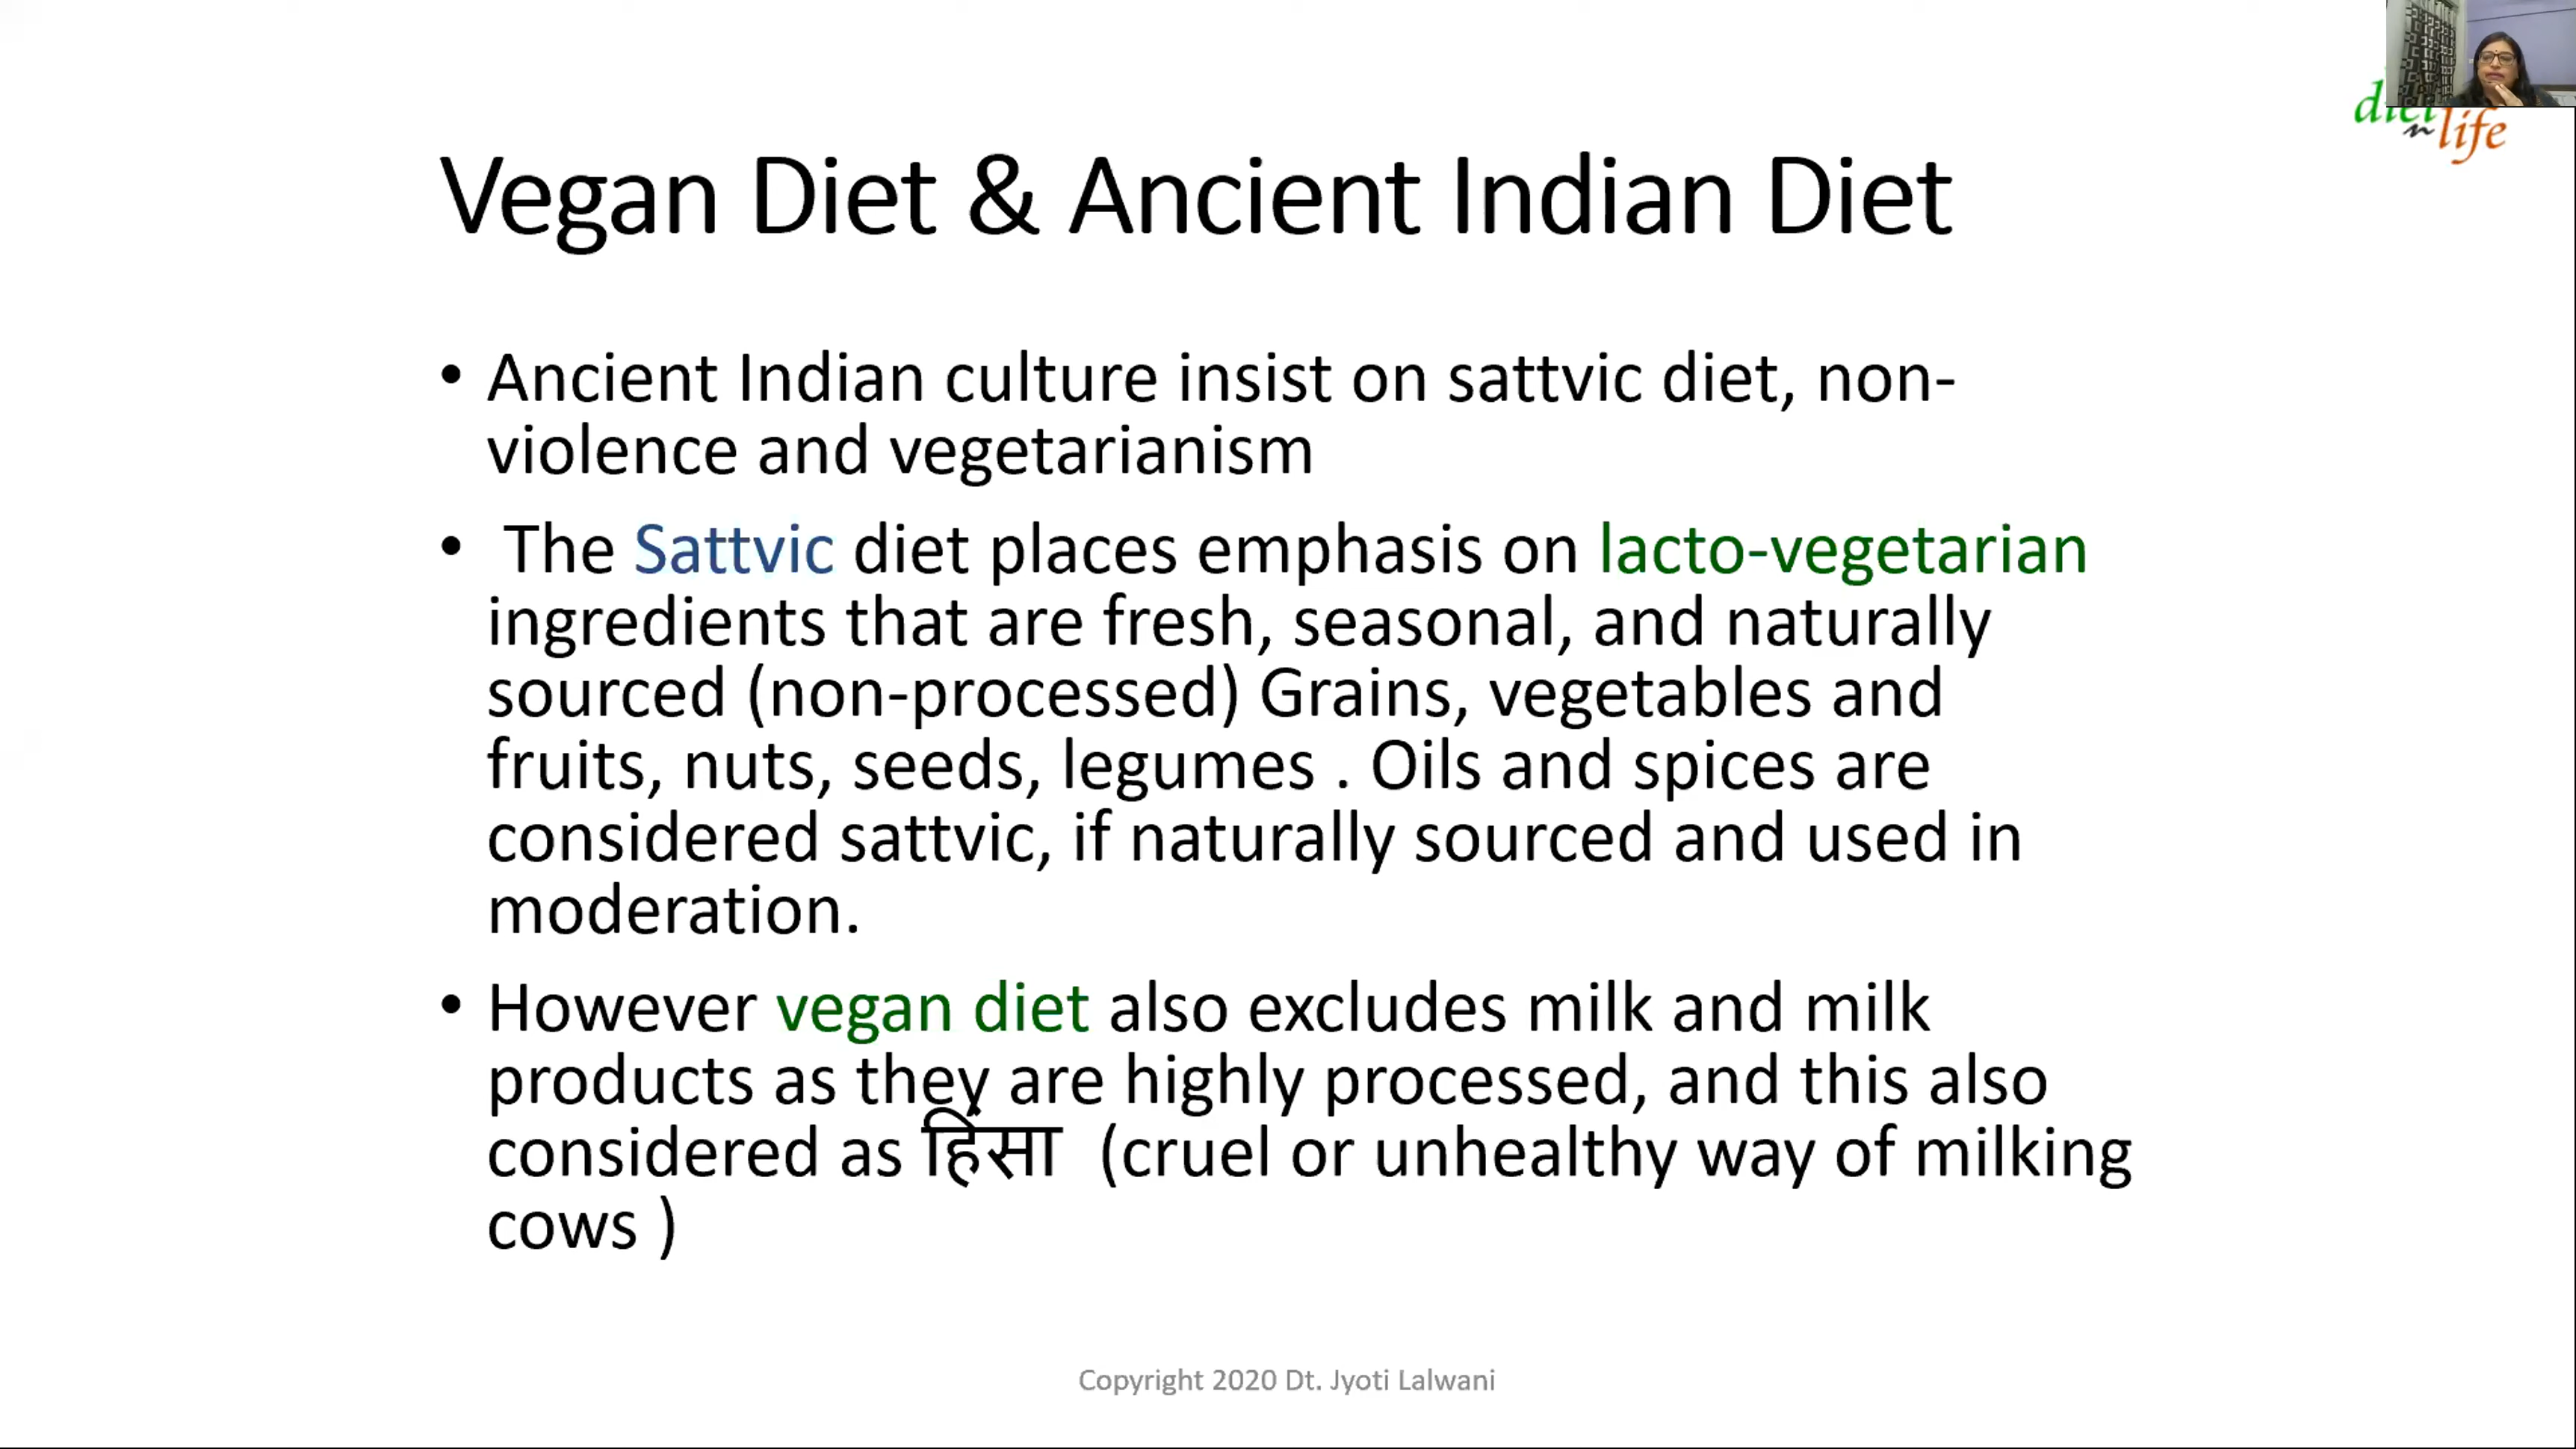 diet
n life
Vegan Diet & Ancient Indian Diet
• Ancient Indian culture insist on sattvic diet, non-
violence and vegetarianism
• The Sattvic diet places emphasis on lacto-vegetarian
ingredients that are fresh, seasonal, and naturally
sourced (non-processed) Grains, vegetables and
fruits, nuts, seeds, legumes . Oils and spices are
considered sattvic, if naturally sourced and used in
moderation.
• However vegan diet also excludes milk and milk
products as they are highly processed, and this also
considered as हिंसा (cruel or unhealthy way of milking
cows )
Copyright 2020 Dt. Jyoti Lalwani